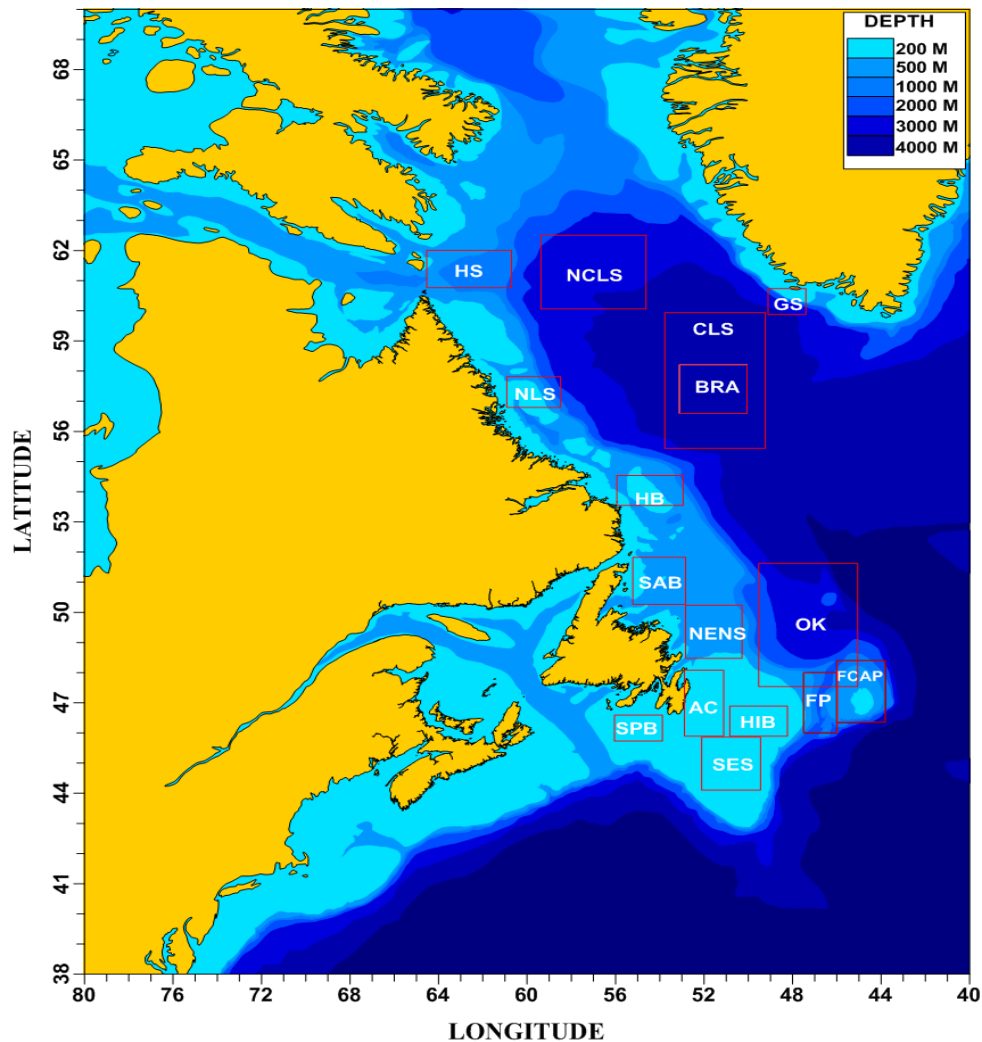 DEPTH
200 M
500 M
1000 M
2000 M
3000 M
4000 M
68
65
62
59
56
53
50
47
44
41
38
LATITUDE
HS
NCLS
GS
CLS
BRA
NLS
HB
SAB
NENS
OK
FCAP
FP
AC
HIB
SPB
SES
80 76 72 68 64 60 56 52 48 44 40
LONGITUDE